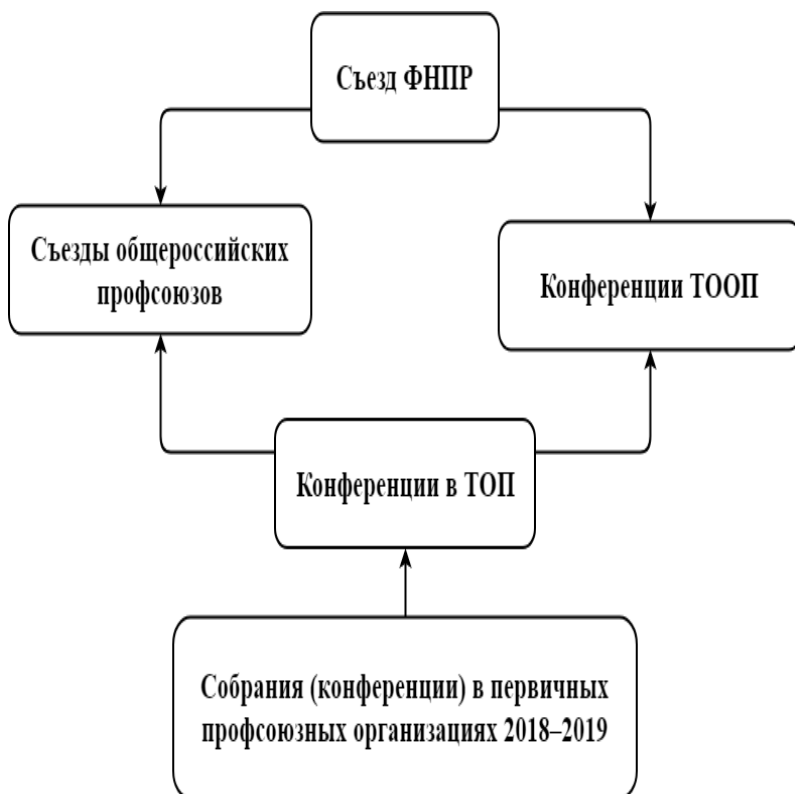 Съезд ФНПР
Съезды общероссийских
профсоюзов
Конференции ТООП
Конференции в ТОП
Собрания (конференции) в первичных
профсоюзных организациях 2018–2019